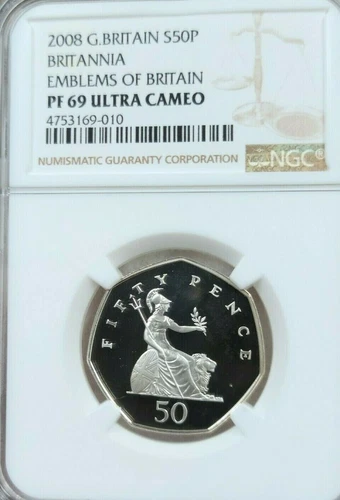 2008 G.BRITAIN S50P
BRITANNIA
EMBLEMS OF BRITAIN
PF 69 ULTRA CAMEO
4753169-010
NUMISMATIC GUARANTY CORPORATION
NGC®
FIFTY PENCE
50